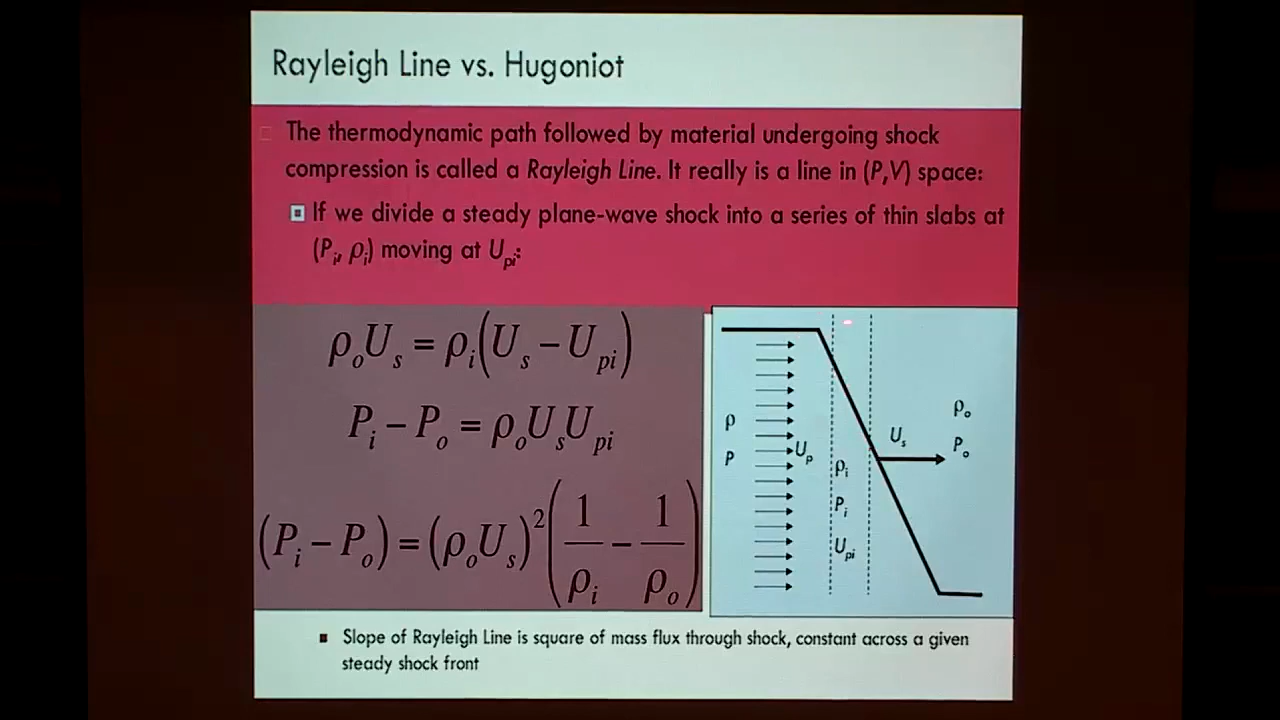 Rayleigh Line vs. Hugoniot
The thermodynamic path followed by material undergoing shock
compression is called a Rayleigh Line. It really is a line in (P,V) space:
If we divide a steady plane-wave shock into a series of thin slabs at
(Pᵢ, ρᵢ) moving at U_pi:
ρ_o U_s = ρ_i (U_s − U_pi)
P_i − P_o = ρ_o U_s U_pi
(P_i − P_o) = (ρ_o U_s)² (1/ρ_i − 1/ρ_o)
ρ
P
U_p
ρ_i
P_i
U_pi
U_s
ρ_o
P_o
Slope of Rayleigh Line is square of mass flux through shock, constant across a given
steady shock front